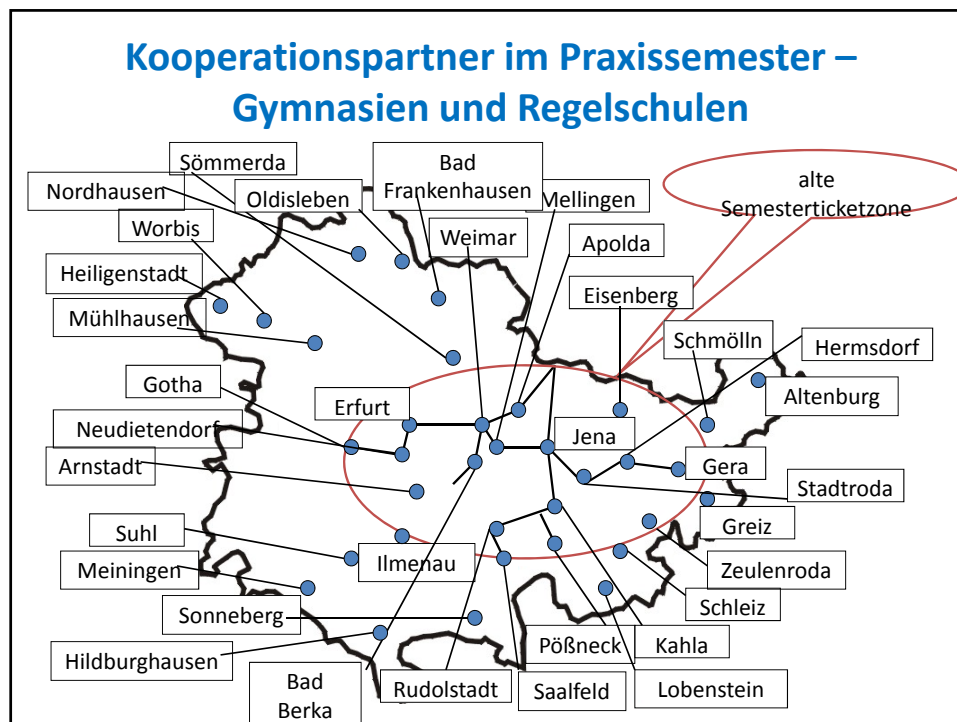 Kooperationspartner im Praxissemester –
Gymnasien und Regelschulen
Sömmerda
Bad
Frankenhausen
alte
Semesterticketzone
Nordhausen
Oldisleben
Mellingen
Worbis
Weimar
Apolda
Heiligenstadt
Eisenberg
Mühlhausen
Schmölln
Hermsdorf
Gotha
Erfurt
Altenburg
Neudietendorf
Jena
Arnstadt
Gera
Stadtroda
Suhl
Greiz
Ilmenau
Meiningen
Zeulenroda
Schleiz
Sonneberg
Pößneck
Kahla
Hildburghausen
Bad
Berka
Rudolstadt
Saalfeld
Lobenstein